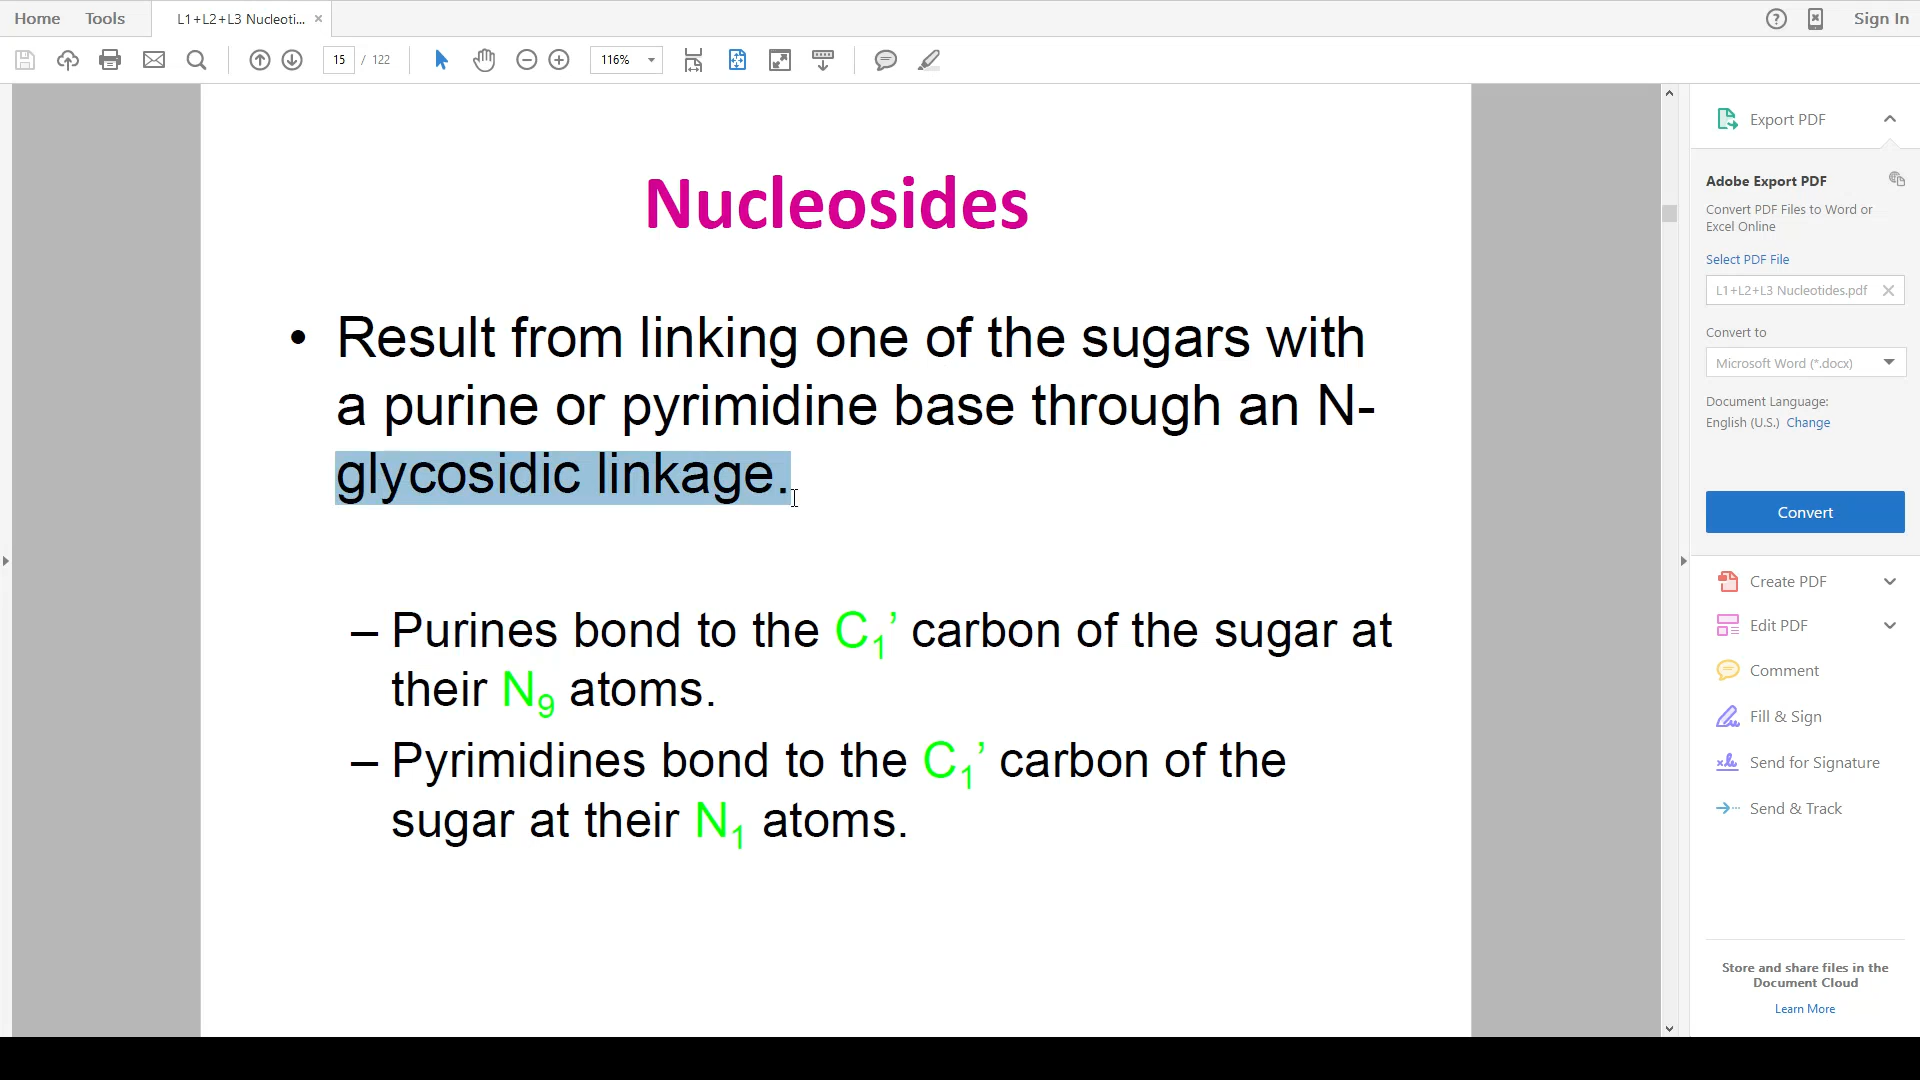 Home Tools L1+L2+L3 Nucleoti... × Sign In
15 / 122 116%
Export PDF
Adobe Export PDF
Convert PDF Files to Word or
Excel Online
Select PDF File
L1+L2+L3 Nucleotides.pdf
Convert to
Microsoft Word (*.docx)
Document Language:
English (U.S.) Change
Convert
Create PDF
Edit PDF
Comment
Fill & Sign
Send for Signature
Send & Track
Store and share files in the
Document Cloud
Learn More
Nucleosides
• Result from linking one of the sugars with
a purine or pyrimidine base through an N-
glycosidic linkage.
– Purines bond to the C₁’ carbon of the sugar at
their N₉ atoms.
– Pyrimidines bond to the C₁’ carbon of the
sugar at their N₁ atoms.